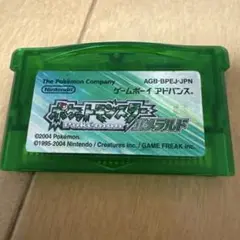 The Pokémon Company
AGB-BPEJ-JPN
Nintendo
ゲームボーイ アドバンス
ポケットモンスター
エメラルド
©2004 Pokémon.
©1995-2004 Nintendo / Creatures inc. / GAME FREAK inc.